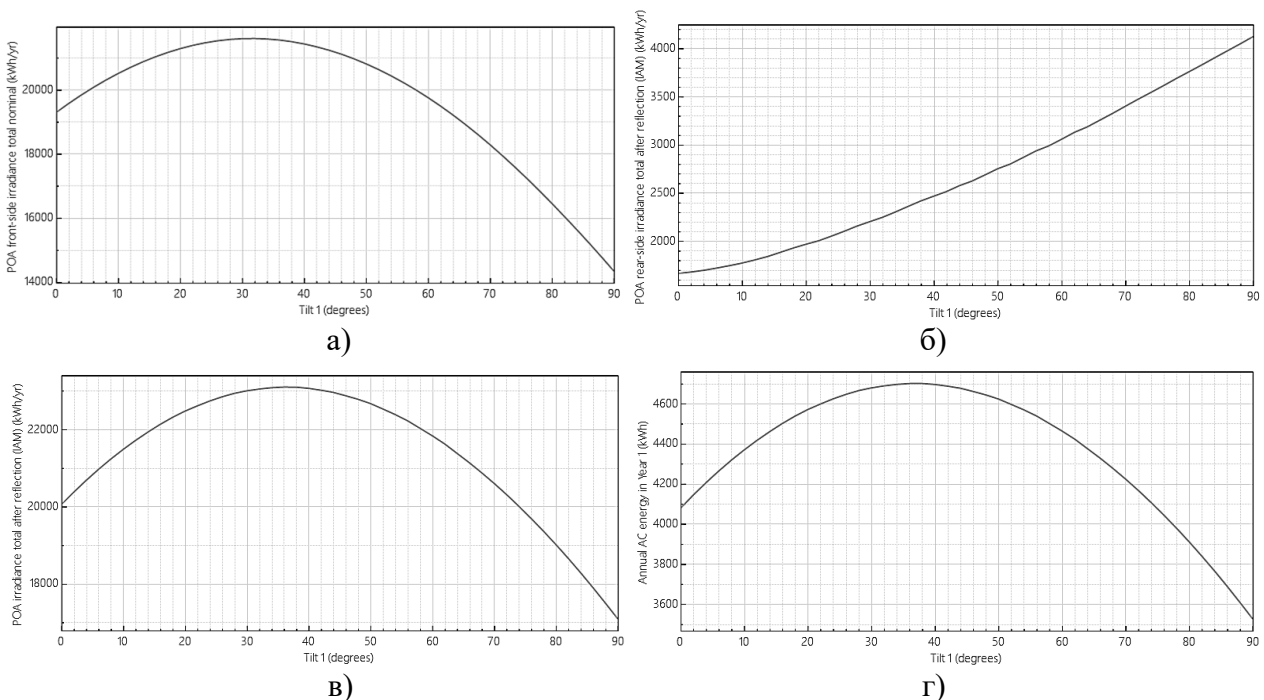 POA front-side irradiance total nominal (kWh/yr)
20000
18000
16000
14000
0 10 20 30 40 50 60 70 80 90
Tilt 1 (degrees)
а)
POA rear-side irradiance total after reflection (IAM) (kWh/yr)
4000
3500
3000
2500
2000
0 10 20 30 40 50 60 70 80 90
Tilt 1 (degrees)
б)
POA irradiance total after reflection (IAM) (kWh/yr)
22000
20000
18000
0 10 20 30 40 50 60 70 80 90
Tilt 1 (degrees)
в)
Annual AC energy in Year 1 (kWh)
4600
4400
4200
4000
3800
3600
0 10 20 30 40 50 60 70 80 90
Tilt 1 (degrees)
г)